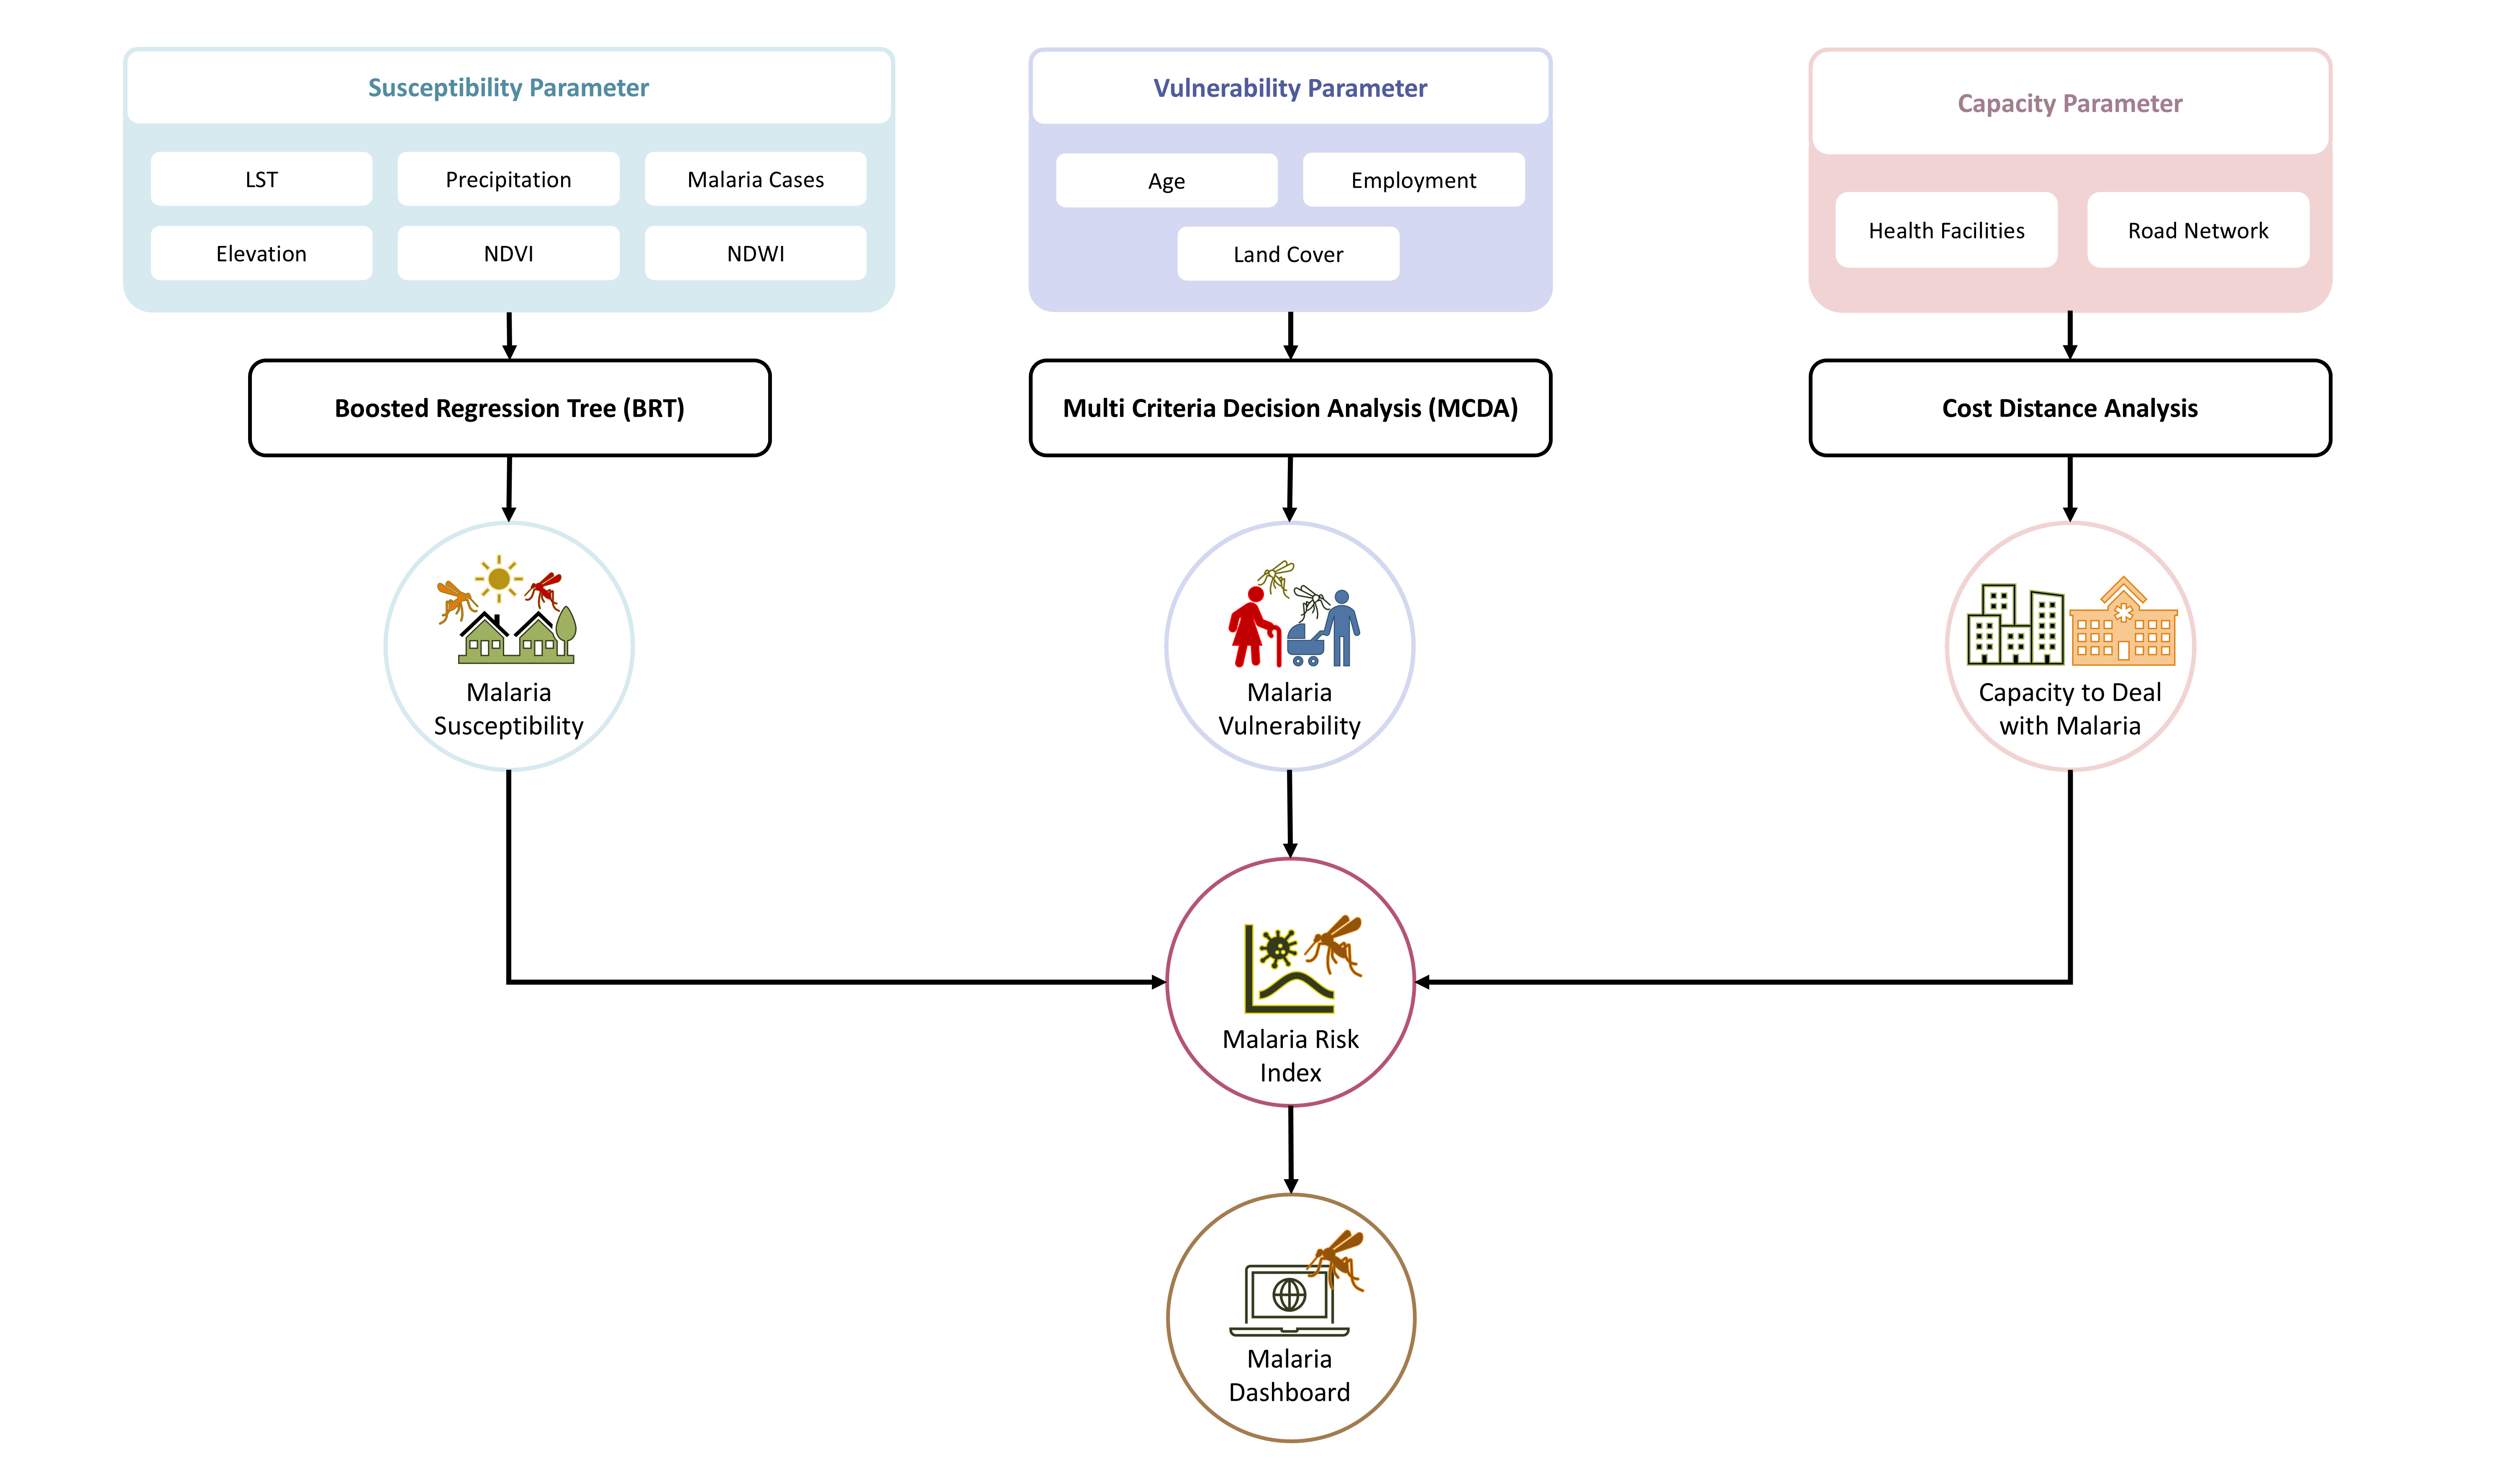 Susceptibility Parameter
LST
Precipitation
Malaria Cases
Elevation
NDVI
NDWI
Vulnerability Parameter
Age
Employment
Land Cover
Capacity Parameter
Health Facilities
Road Network
Boosted Regression Tree (BRT)
Multi Criteria Decision Analysis (MCDA)
Cost Distance Analysis
Malaria
Susceptibility
Malaria
Vulnerability
Capacity to Deal
with Malaria
Malaria Risk
Index
Malaria
Dashboard